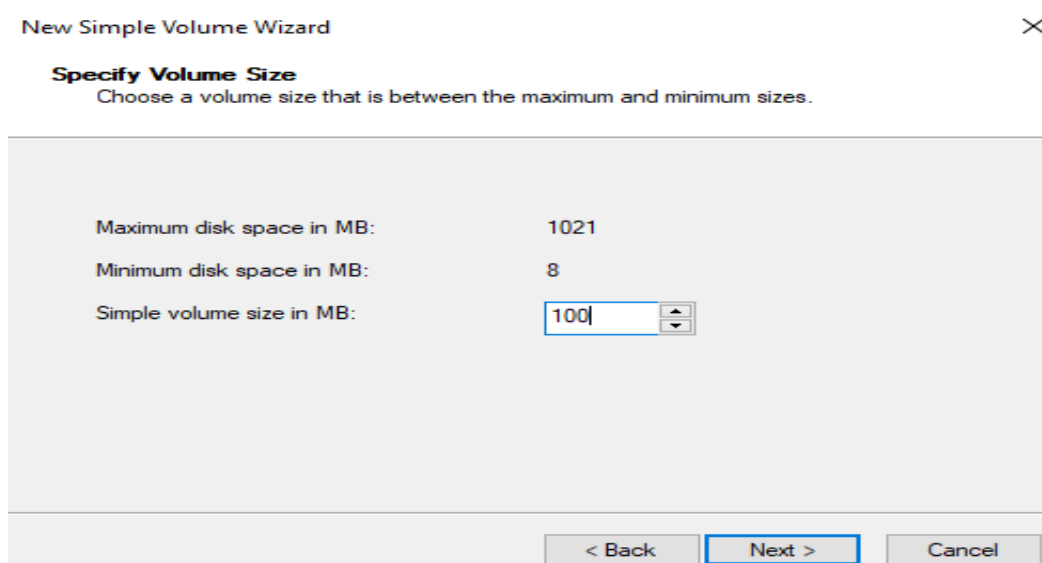 New Simple Volume Wizard
Specify Volume Size
Choose a volume size that is between the maximum and minimum sizes.
Maximum disk space in MB: 1021
Minimum disk space in MB: 8
Simple volume size in MB: 100
< Back Next > Cancel